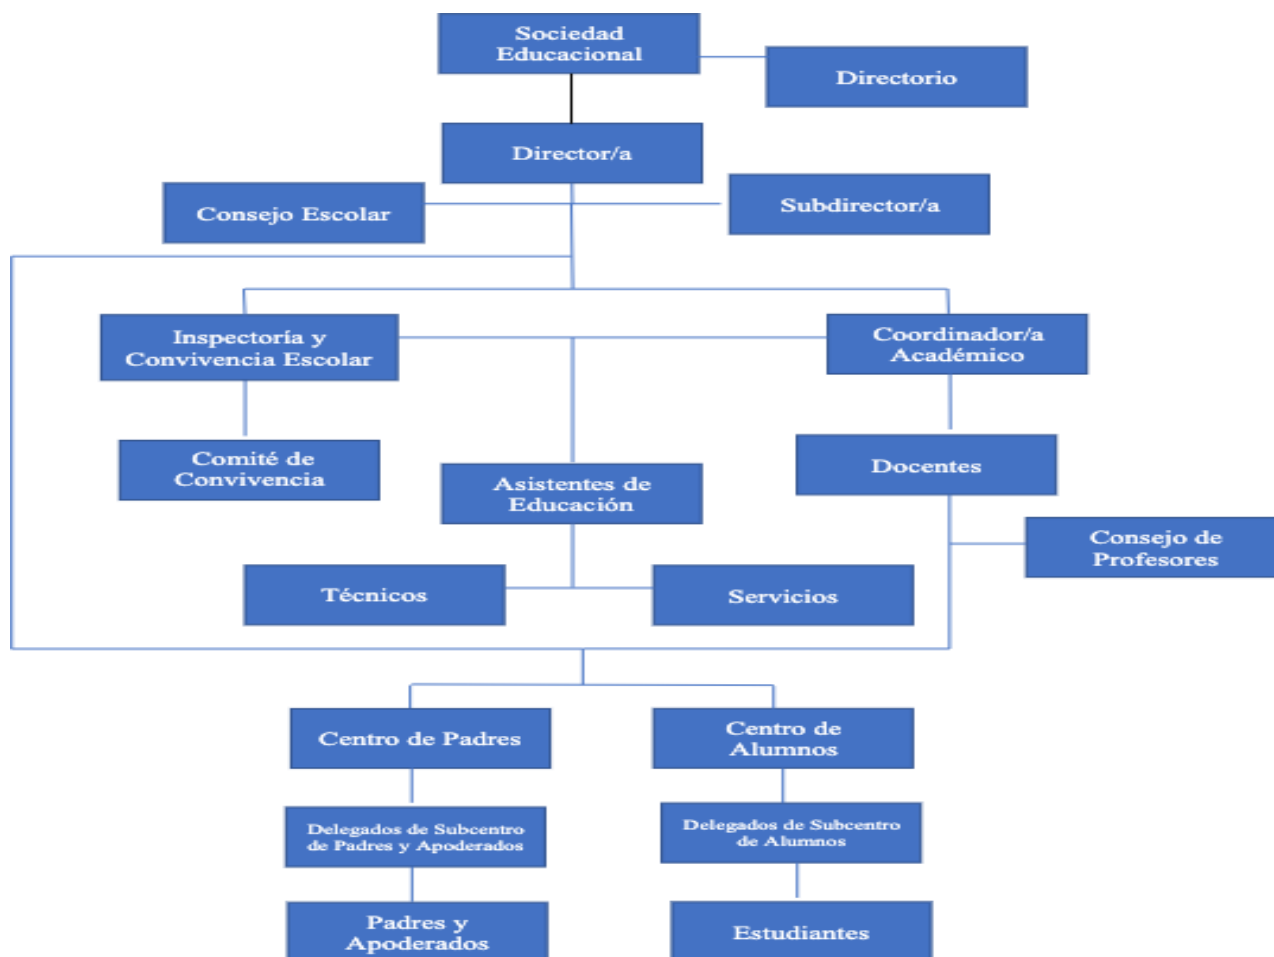 Sociedad
Educacional
Directorio
Director/a
Consejo Escolar
Subdirector/a
Inspectoría y
Convivencia Escolar
Coordinador/a
Académico
Comité de
Convivencia
Asistentes de
Educación
Docentes
Consejo de
Profesores
Técnicos
Servicios
Centro de Padres
Centro de
Alumnos
Delegados de Subcentro
de Padres y Apoderados
Delegados de Subcentro
de Alumnos
Padres y
Apoderados
Estudiantes